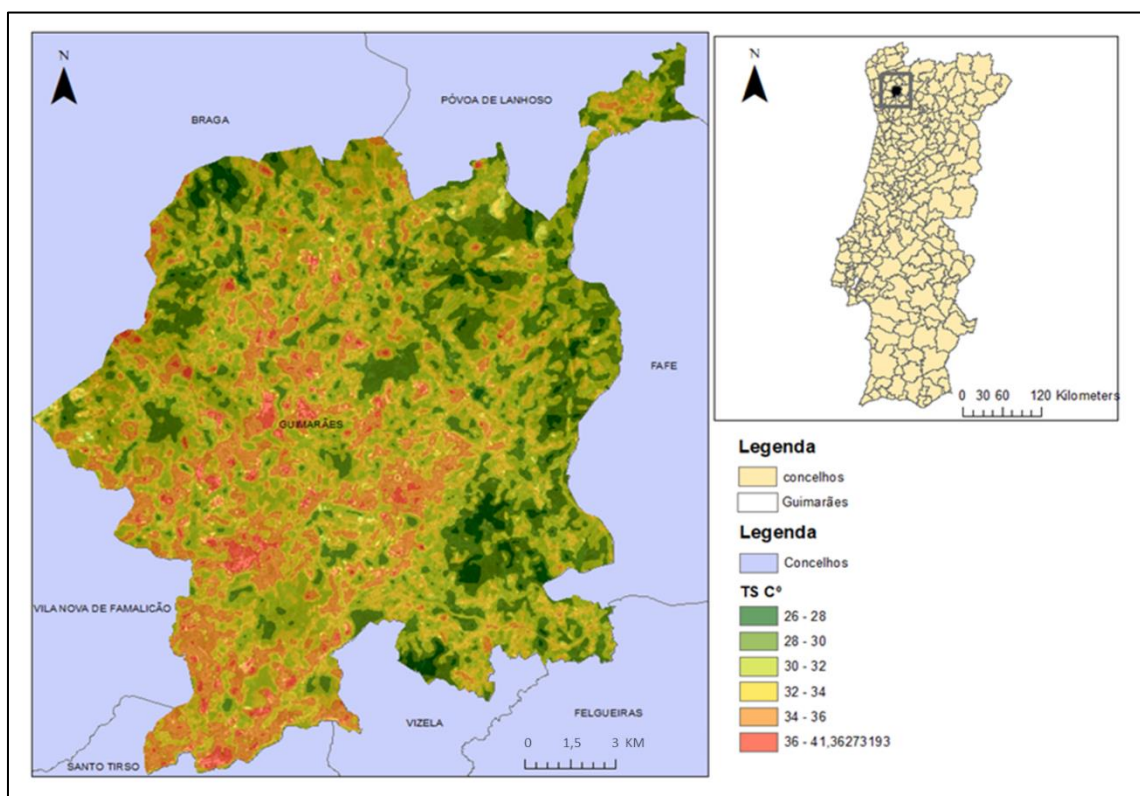 N
BRAGA
PÓVOA DE LANHOSO
FAFE
GUIMARÃES
VILA NOVA DE FAMALICÃO
VIZELA
FELGUEIRAS
SANTO TIRSO
0 1,5 3 KM
N
0 30 60 120 Kilometers
Legenda
concelhos
Guimarães
Legenda
Concelhos
TS Cº
26 - 28
28 - 30
30 - 32
32 - 34
34 - 36
36 - 41,36273193